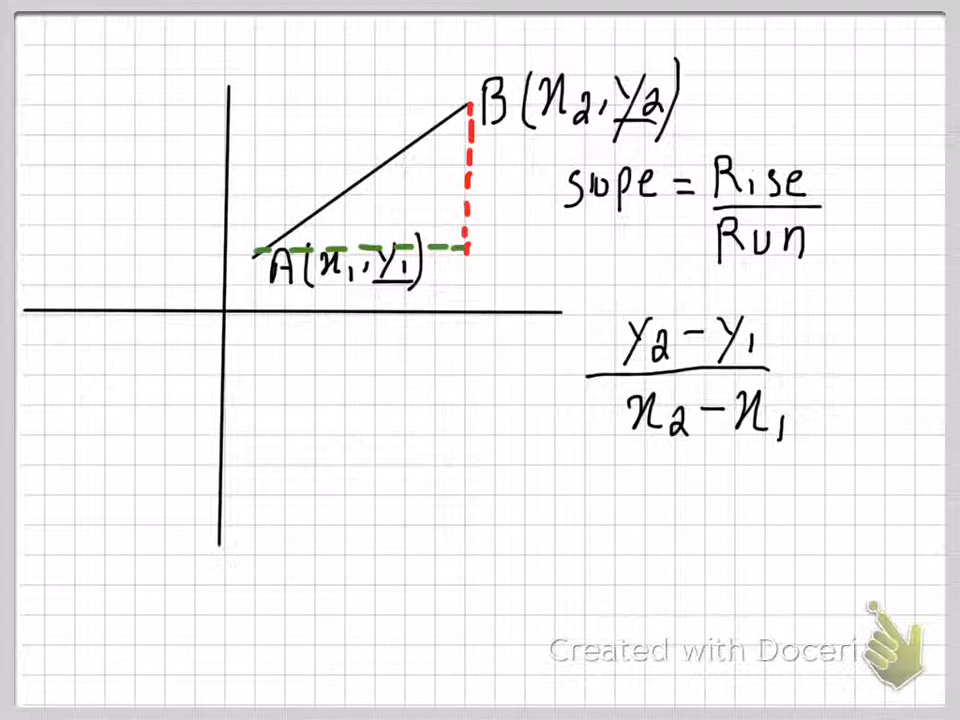 B(x₂, y₂)
slope = Rise
Run
A(x₁, y₁)
y₂ - y₁
x₂ - x₁
Created with Doceri